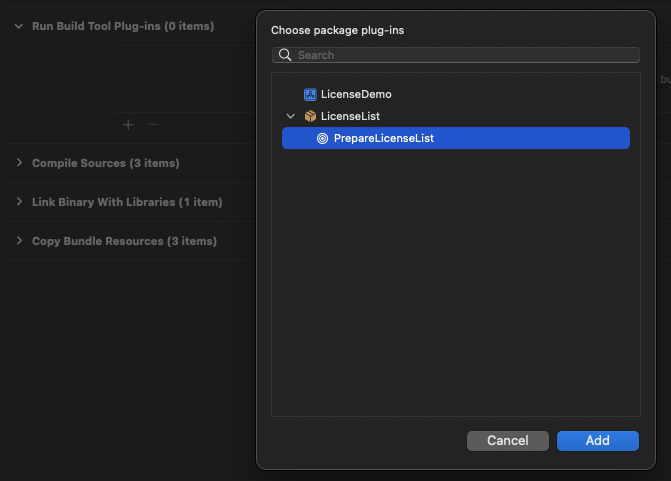 Run Build Tool Plug-ins (0 items)
Compile Sources (3 items)
Link Binary With Libraries (1 item)
Copy Bundle Resources (3 items)
Choose package plug-ins
Search
LicenseDemo
LicenseList
PrepareLicenseList
Cancel
Add